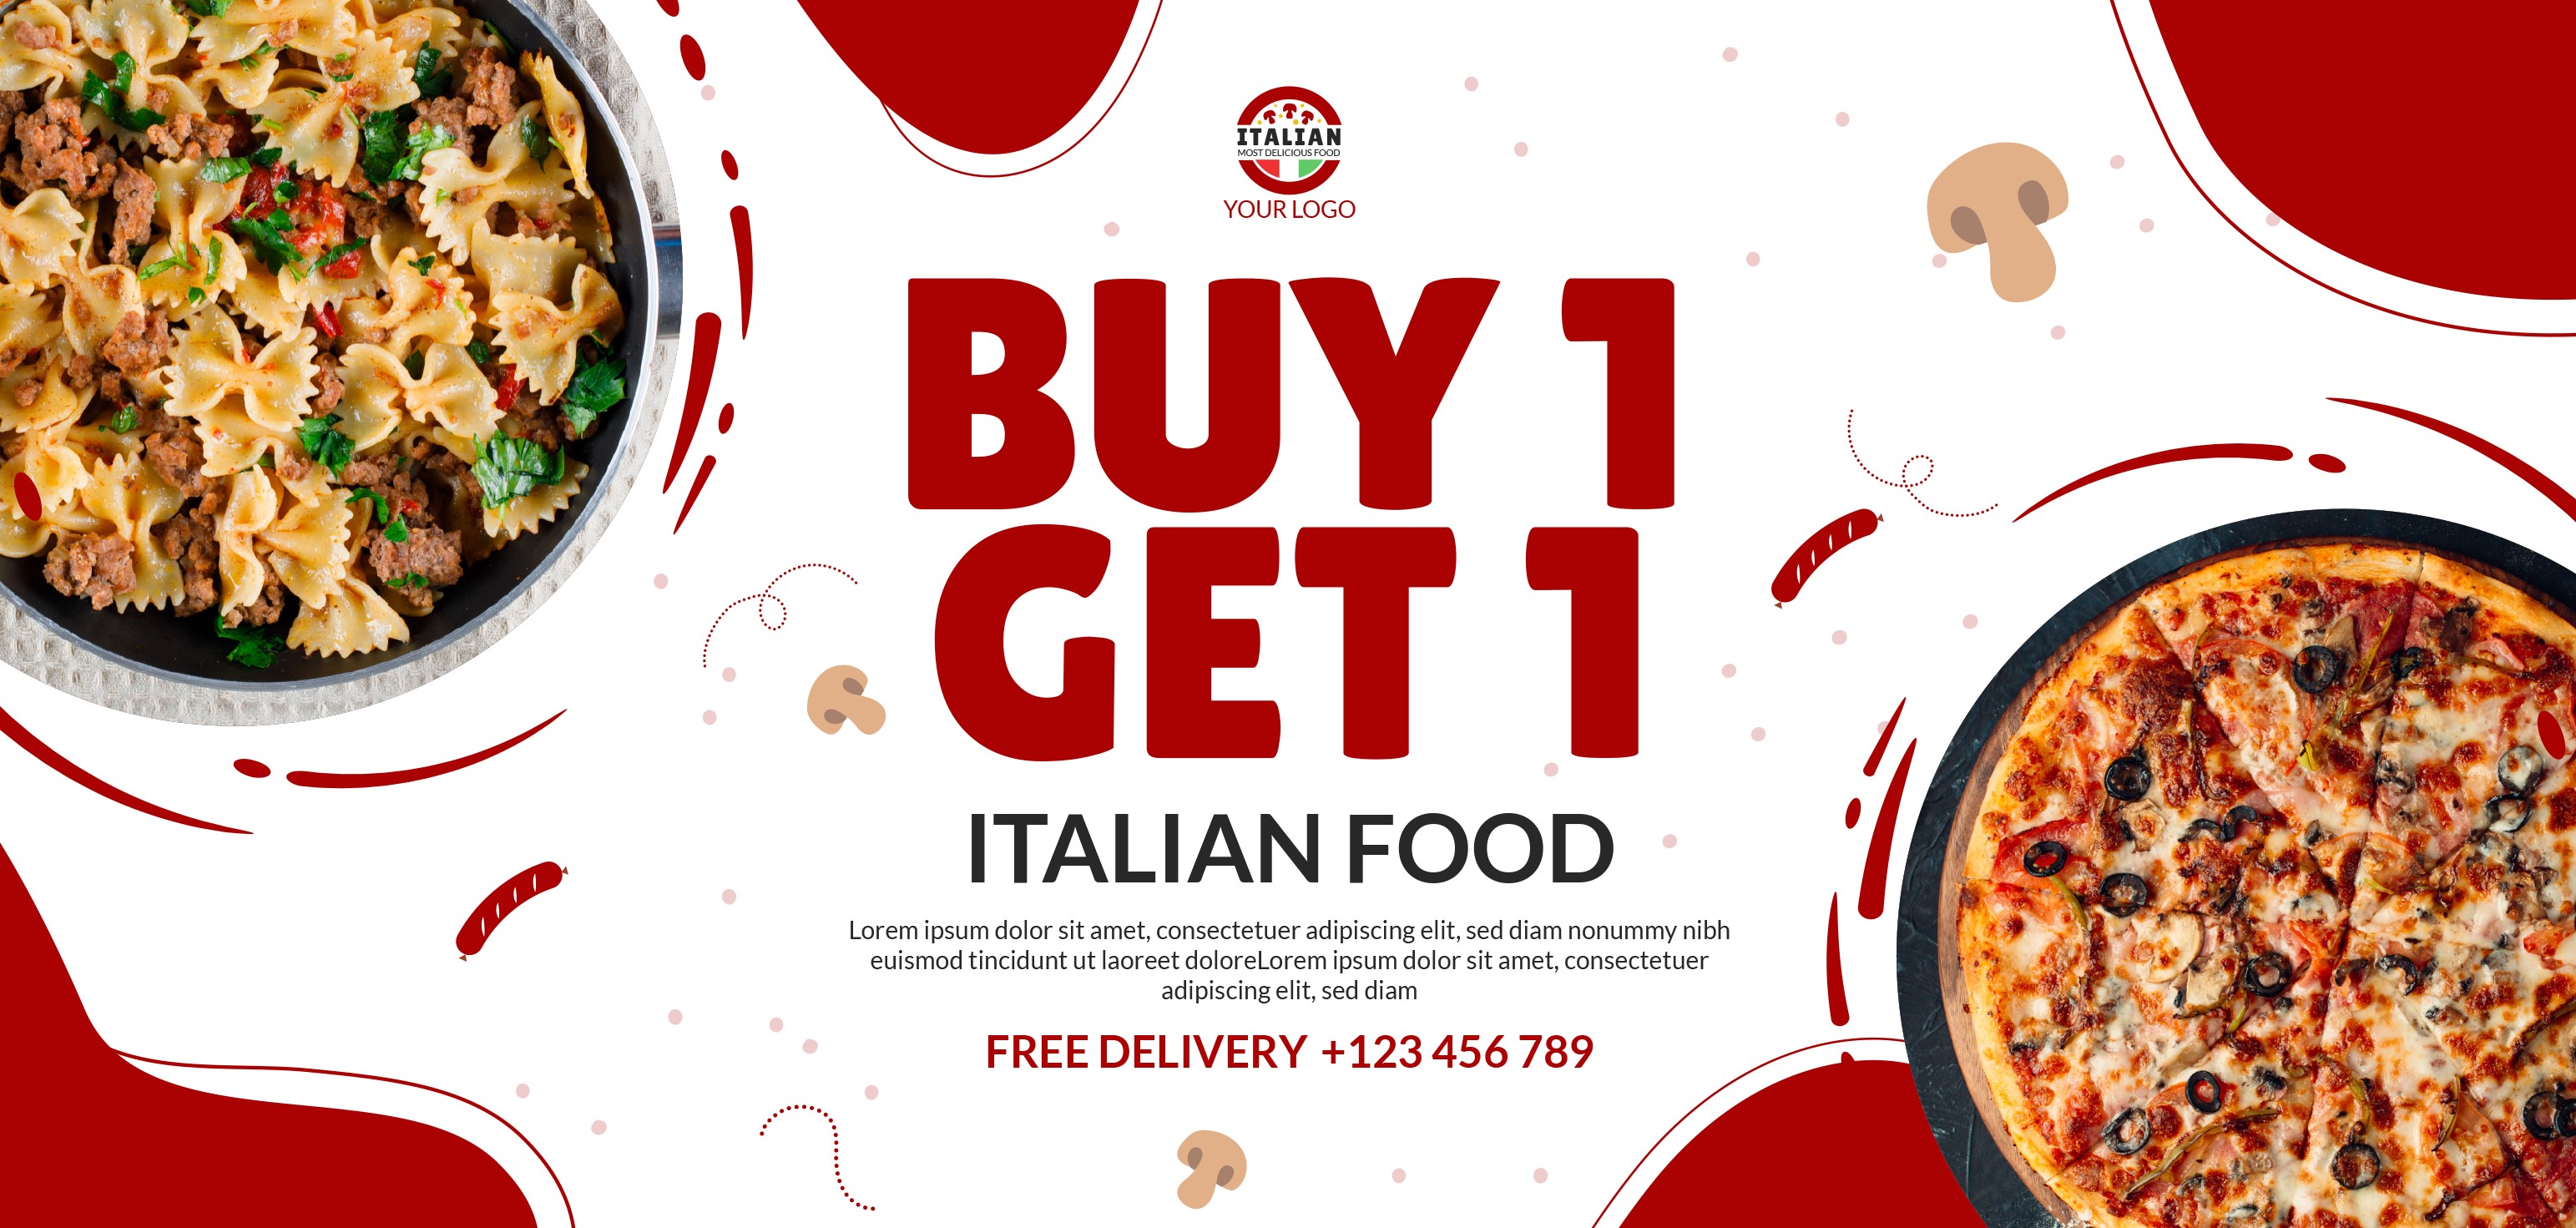 ITALIAN
MOST DELICIOUS FOOD
YOUR LOGO
BUY 1
GET 1
ITALIAN FOOD
Lorem ipsum dolor sit amet, consectetuer adipiscing elit, sed diam nonummy nibh
euismod tincidunt ut laoreet doloreLorem ipsum dolor sit amet, consectetuer
adipiscing elit, sed diam
FREE DELIVERY +123 456 789